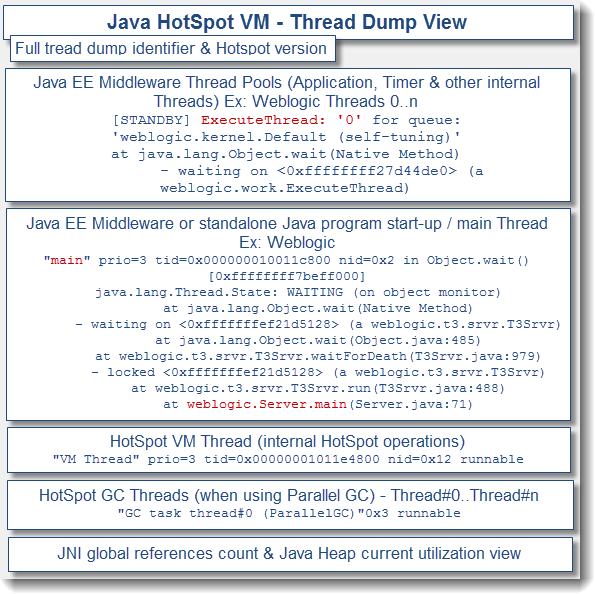 Java HotSpot VM - Thread Dump View
Full tread dump identifier & Hotspot version
Java EE Middleware Thread Pools (Application, Timer & other internal
Threads) Ex: Weblogic Threads 0..n
[STANDBY] ExecuteThread: '0' for queue:
'weblogic.kernel.Default (self-tuning)'
at java.lang.Object.wait(Native Method)
- waiting on <0xffffffff27d44de0> (a
weblogic.work.ExecuteThread)
Java EE Middleware or standalone Java program start-up / main Thread
Ex: Weblogic
"main" prio=3 tid=0x000000010011c800 nid=0x2 in Object.wait()
[0xffffffff7beff000]
java.lang.Thread.State: WAITING (on object monitor)
at java.lang.Object.wait(Native Method)
- waiting on <0xfffffffef21d5128> (a weblogic.t3.srvr.T3Srvr)
at java.lang.Object.wait(Object.java:485)
at weblogic.t3.srvr.T3Srvr.waitForDeath(T3Srvr.java:979)
- locked <0xfffffffef21d5128> (a weblogic.t3.srvr.T3Srvr)
at weblogic.t3.srvr.T3Srvr.run(T3Srvr.java:488)
at weblogic.Server.main(Server.java:71)
HotSpot VM Thread (internal HotSpot operations)
"VM Thread" prio=3 tid=0x00000001011e4800 nid=0x12 runnable
HotSpot GC Threads (when using Parallel GC) - Thread#0..Thread#n
"GC task thread#0 (ParallelGC)"0x3 runnable
JNI global references count & Java Heap current utilization view